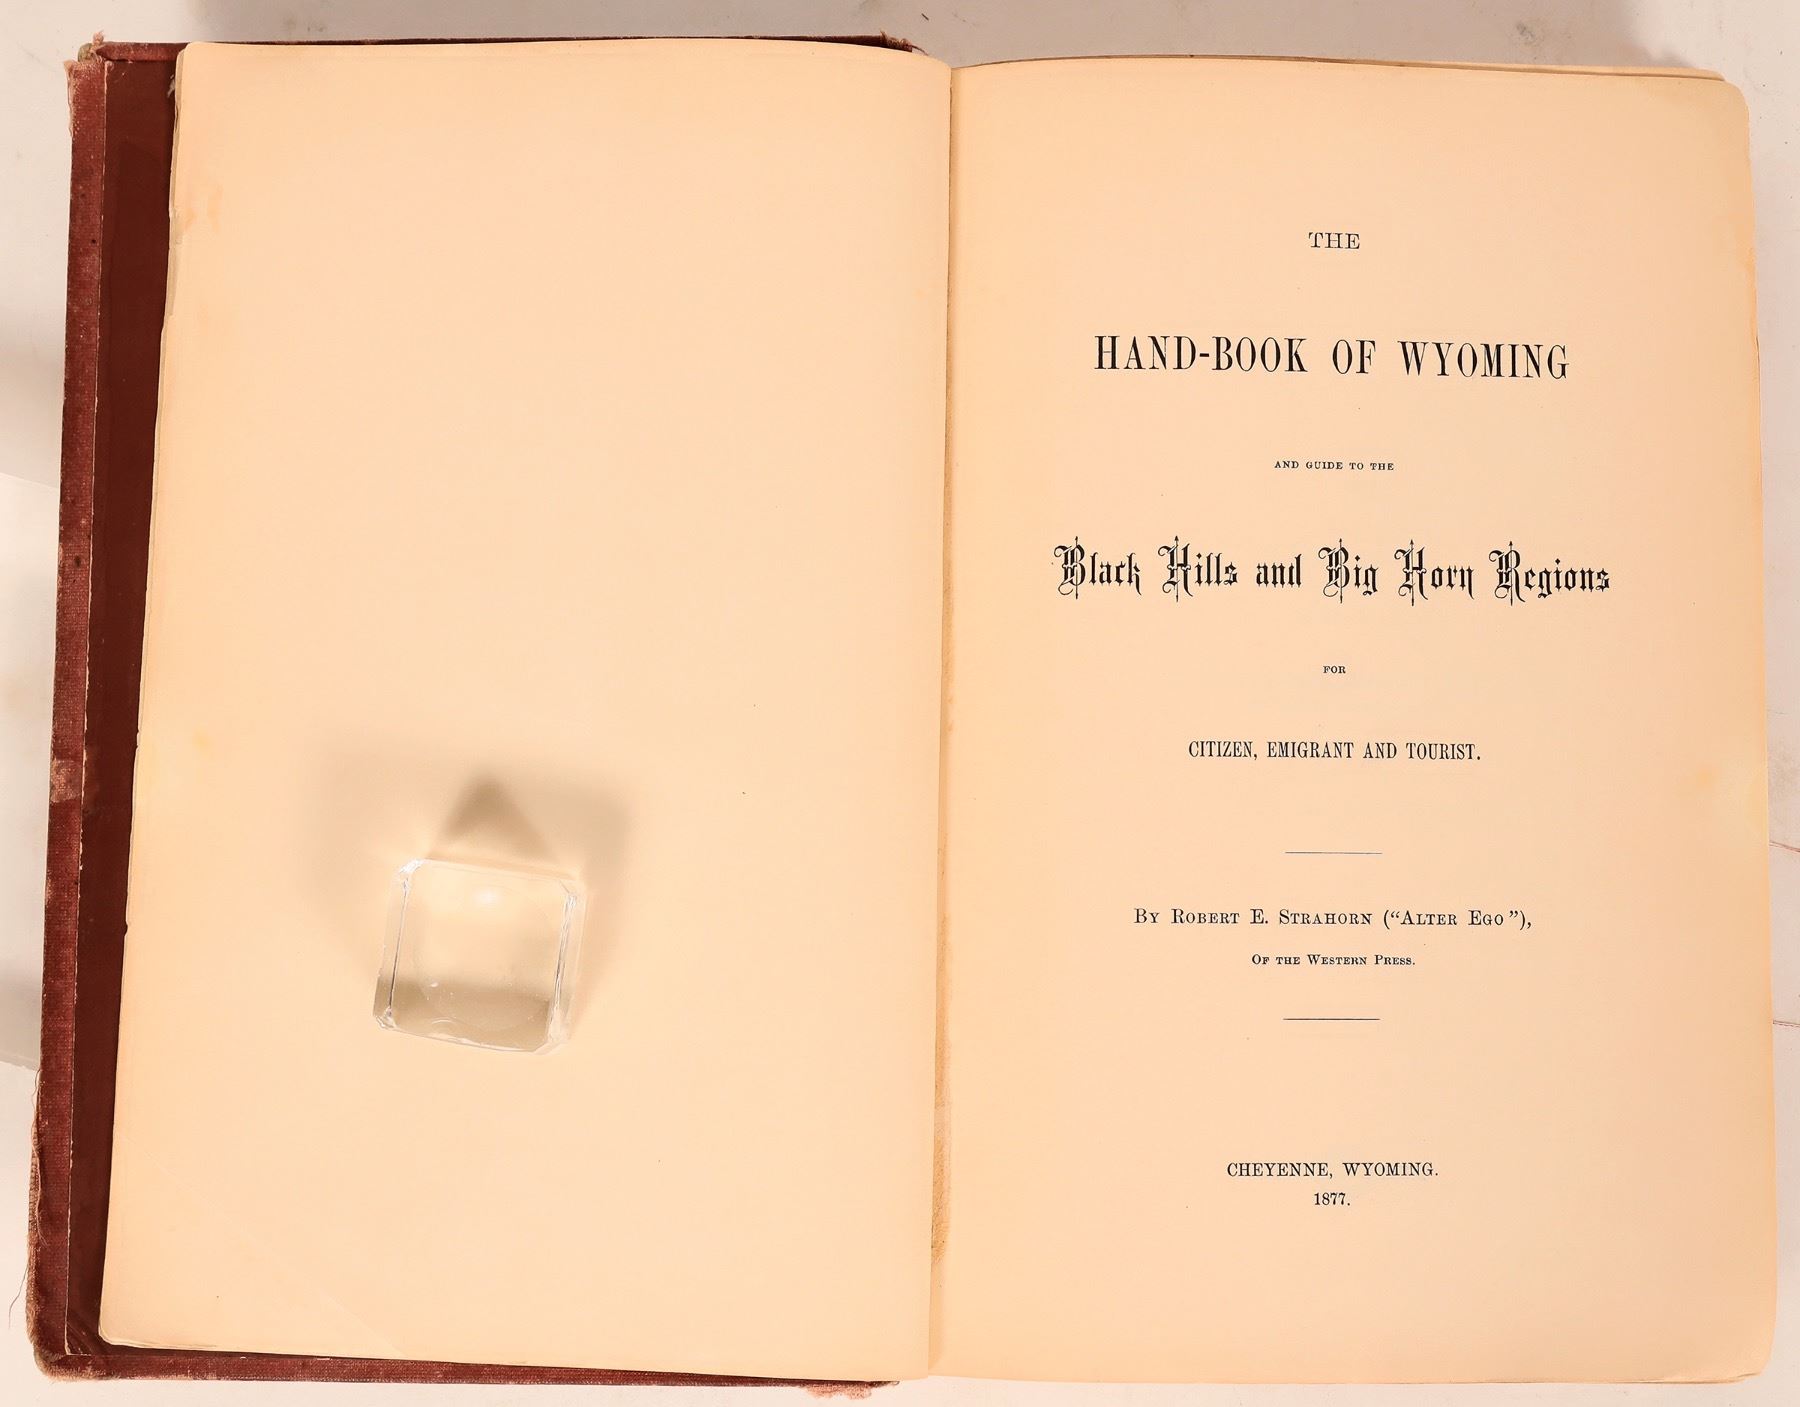 THE
HAND-BOOK OF WYOMING
AND GUIDE TO THE
Black Hills and Big Horn Regions
FOR
CITIZEN, EMIGRANT AND TOURIST.
BY ROBERT E. STRAHORN ("ALTER EGO"),
OF THE WESTERN PRESS.
CHEYENNE, WYOMING.
1877.